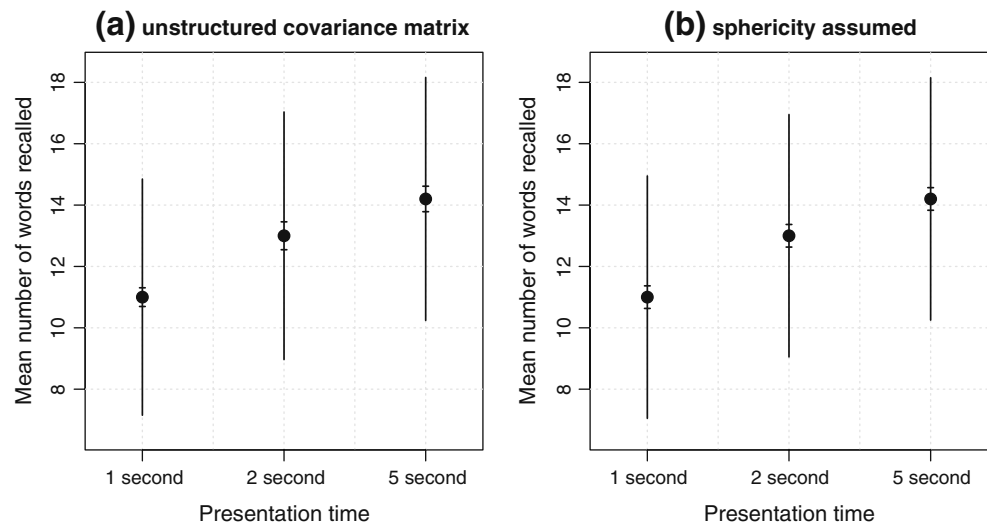 (a) unstructured covariance matrix
Mean number of words recalled
18
16
14
12
10
8
1 second
2 second
5 second
Presentation time
(b) sphericity assumed
Mean number of words recalled
18
16
14
12
10
8
1 second
2 second
5 second
Presentation time